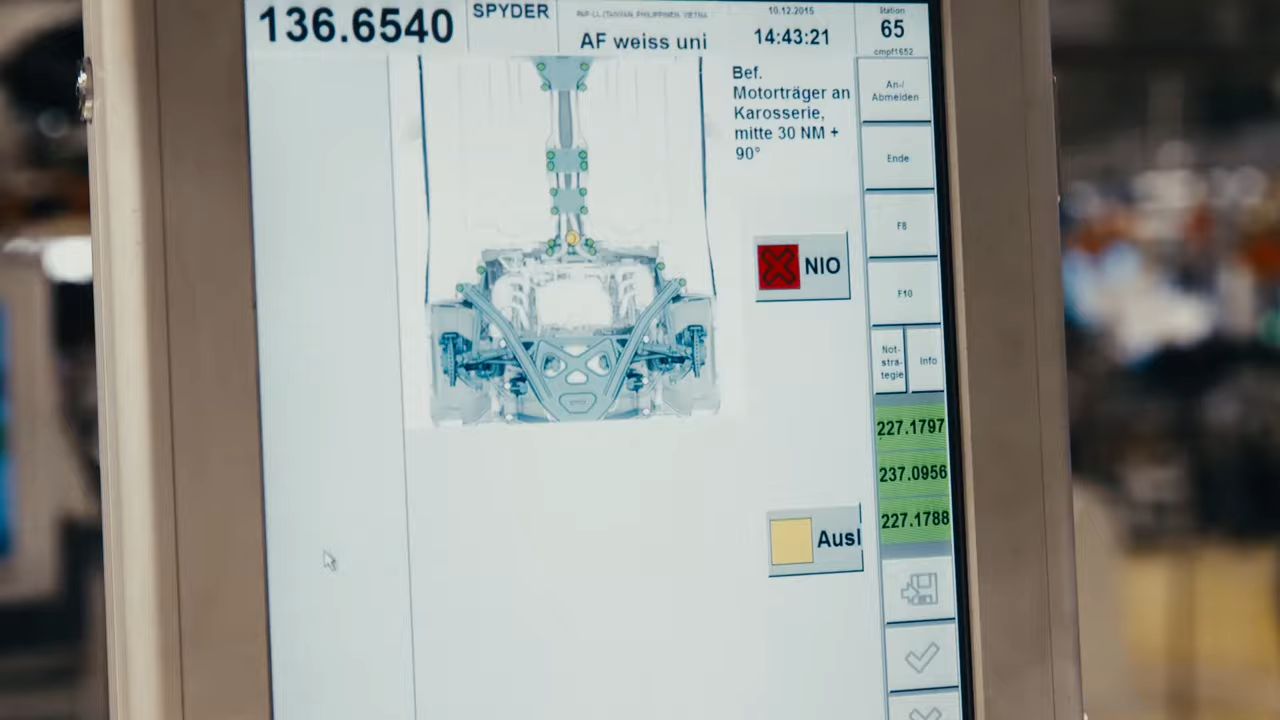 136.6540
SPYDER
AF weiss uni
10.12.2015
14:43:21
Station
65
cmpf1652
Bef.
Motorträger an
Karosserie,
mitte 30 NM +
90°
An-/
Abmelden
Ende
F8
F10
Not-
stra-
tegie
Info
NIO
227.1797
237.0956
227.1788
Ausl